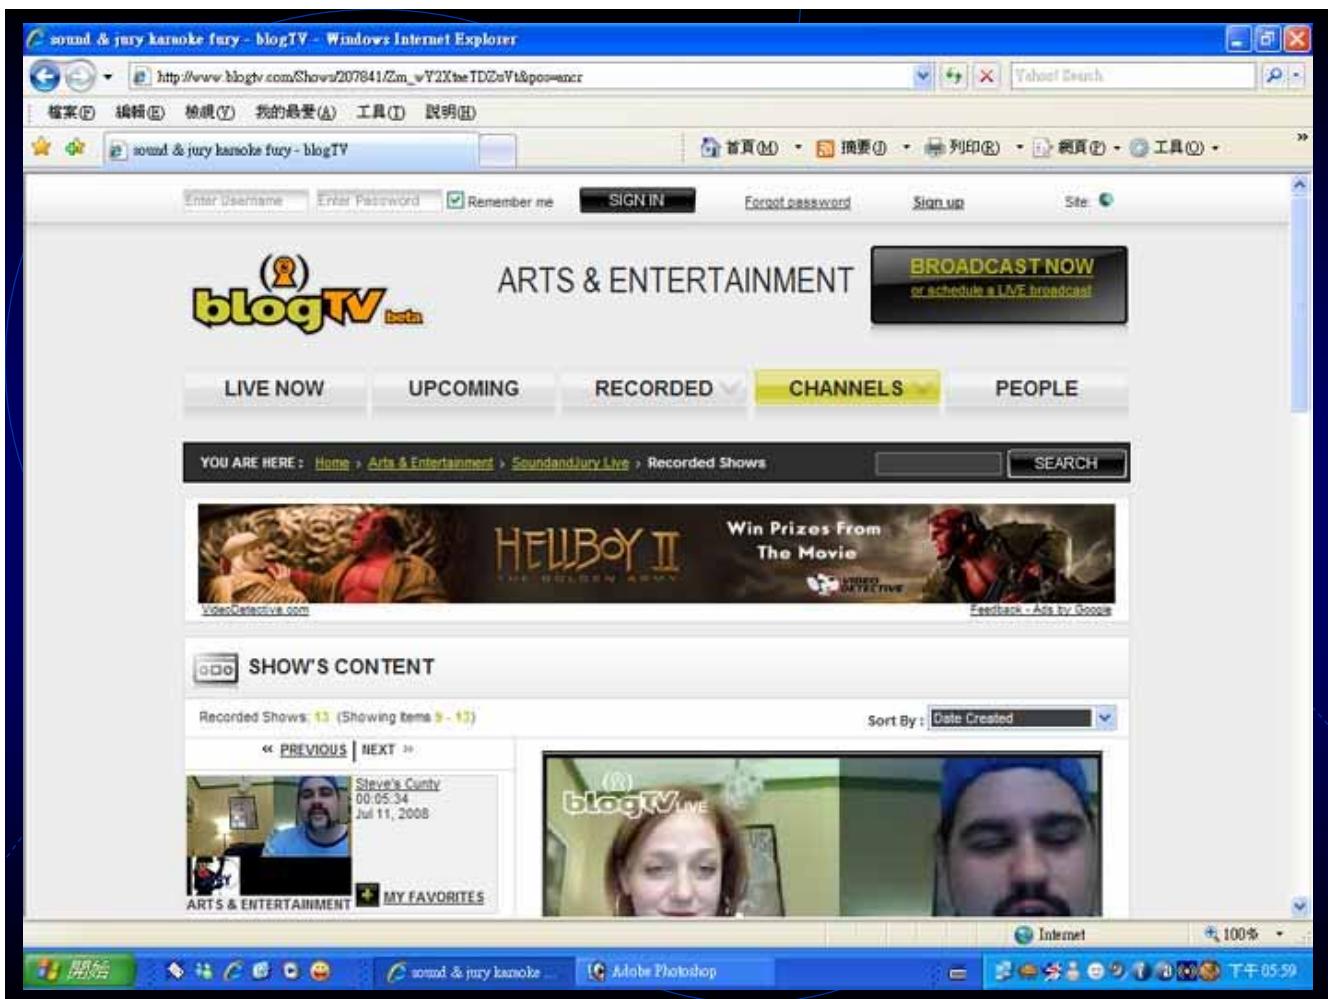 sound & jury karaoke fury - blogTV - Windows Internet Explorer
http://www.blogtv.com/Shows/207841/Zm_vY2XtaeTDZuVt&pos=ancr
Yahoo! Search
檔案(F) 編輯(E) 檢視(V) 我的最愛(A) 工具(T) 說明(H)
sound & jury karaoke fury - blogTV
首頁(M) 摘要(J) 列印(R) 網頁(P) 工具(O)
Enter Username Enter Password Remember me SIGN IN Forgot password Sign up Site:
blogTV beta
ARTS & ENTERTAINMENT
BROADCAST NOW
or schedule a LIVE broadcast
LIVE NOW UPCOMING RECORDED CHANNELS PEOPLE
YOU ARE HERE : Home › Arts & Entertainment › SoundandJury Live › Recorded Shows SEARCH
HELLBOY II
THE GOLDEN ARMY
Win Prizes From
The Movie
VIDEO
DETECTIVE
VideoDetective.com Feedback - Ads by Google
SHOW'S CONTENT
Recorded Shows: 13 (Showing items 9 - 13) Sort By : Date Created
« PREVIOUS | NEXT »
Steve's Cunty
00:05:34
Jul 11, 2008
MY FAVORITES
ARTS & ENTERTAINMENT
blogTV LIVE
Internet 100%
開始 sound & jury karaoke ... Adobe Photoshop 下午 05:59